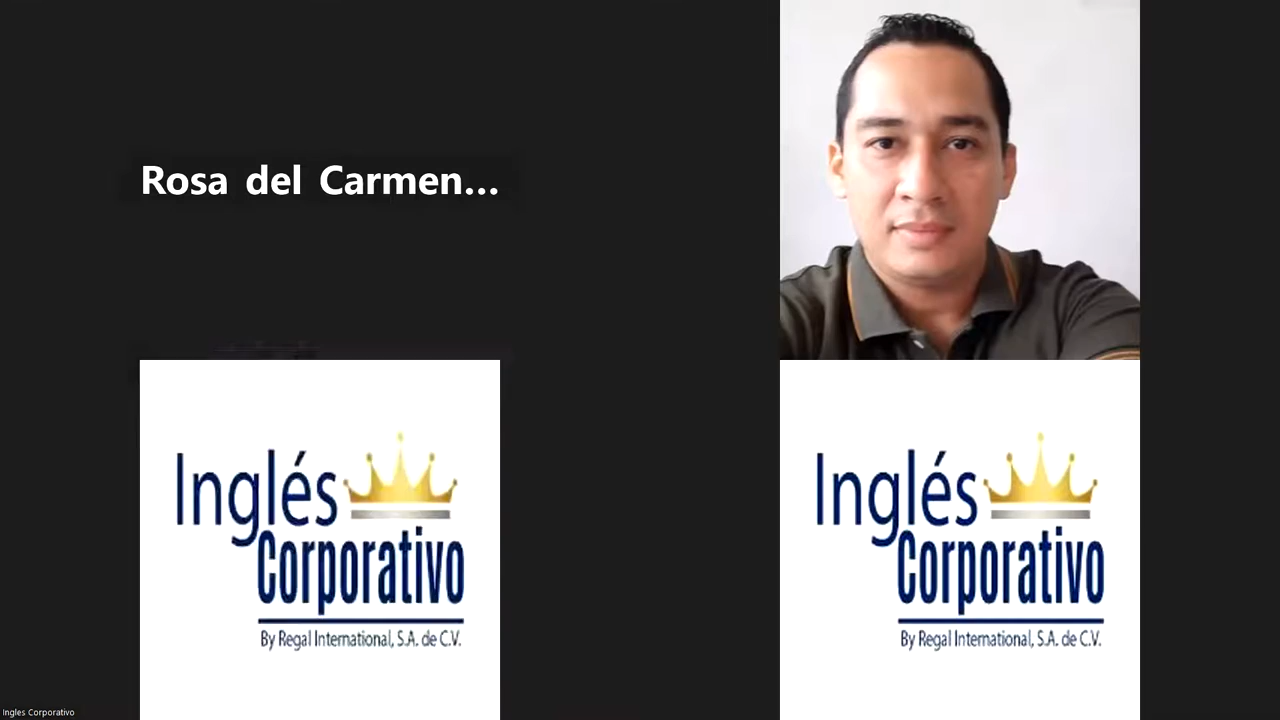 Rosa del Carmen...
Inglés
Corporativo
By Regal International, S.A. de C.V.
Inglés
Corporativo
By Regal International, S.A. de C.V.
Ingles Corporativo